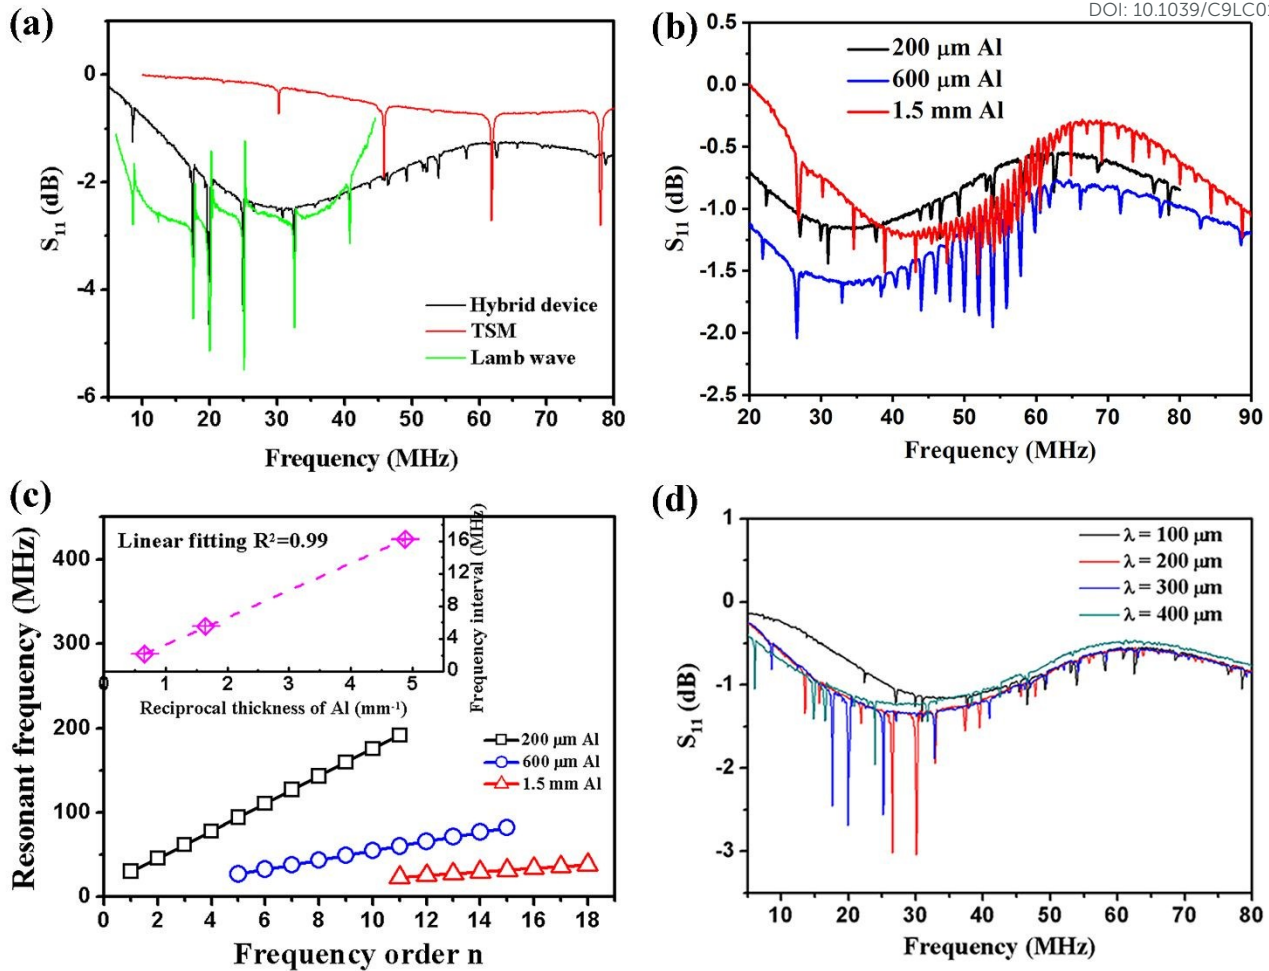 DOI: 10.1039/C9LC0
(a)
0
-2
-4
-6
S11 (dB)
10 20 30 40 50 60 70 80
Frequency (MHz)
Hybrid device
TSM
Lamb wave
(b)
-0.5
0.0
-0.5
-1.0
-1.5
-2.0
-2.5
S11 (dB)
20 30 40 50 60 70 80 90
Frequency (MHz)
200 μm Al
600 μm Al
1.5 mm Al
(c)
400
300
200
100
0
Resonant frequency (MHz)
0 2 4 6 8 10 12 14 16 18
Frequency order n
Linear fitting R²=0.99
16
12
8
4
0
Frequency interval (MHz)
0 1 2 3 4 5
Reciprocal thickness of Al (mm⁻¹)
200 μm Al
600 μm Al
1.5 mm Al
(d)
1
0
-1
-2
-3
S11 (dB)
10 20 30 40 50 60 70 80
Frequency (MHz)
λ = 100 μm
λ = 200 μm
λ = 300 μm
λ = 400 μm